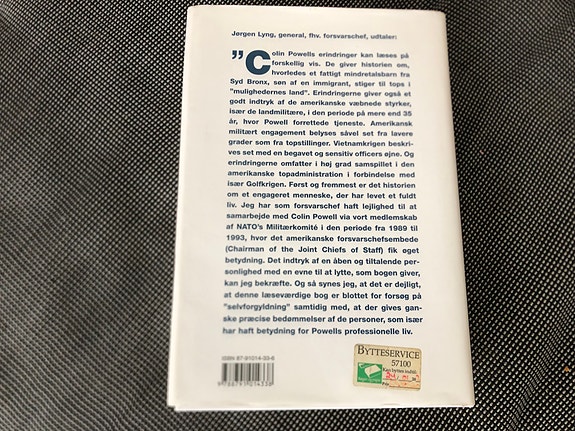 Jørgen Lyng, general, fhv. forsvarschef, udtaler:
”Colin Powells erindringer kan læses på
forskellig vis. De giver historien om,
hvorledes et fattigt mindretalsbarn fra
Syd Bronx, søn af en immigrant, stiger til tops i
"mulighedernes land". Erindringerne giver også et
godt indtryk af de amerikanske væbnede styrker,
især de landmilitære, i den periode på mere end 35
år, hvor Powell forrettede tjeneste. Amerikansk
militært engagement belyses såvel set fra lavere
grader som fra topstillinger. Vietnamkrigen beskri-
ves set med en begavet og sensitiv officers øjne. Og
erindringerne omfatter i høj grad samspillet i den
amerikanske topadministration i forbindelse med
især Golfkrigen. Først og fremmest er det historien
om et engageret menneske, der har levet et fuldt
liv. Jeg har som forsvarschef haft lejlighed til at
samarbejde med Colin Powell via vort medlemskab
af NATO's Militærkomité i den periode fra 1989 til
1993, hvor det amerikanske forsvarschefsembede
(Chairman of the Joint Chiefs of Staff) fik øget
betydning. Det indtryk af en åben og tiltalende per-
sonlighed med en evne til at lytte, som bogen giver,
kan jeg bekræfte. Og så synes jeg, at det er dejligt,
at denne læseværdige bog er blottet for forsøg på
"selvforgyldning" samtidig med, at der gives gan-
ske præcise bedømmelser af de personer, som især
har haft betydning for Powells professionelle liv.
ISBN 87-91014-33-6
9788791014338
BYTTESERVICE
57100
Kan byttes indtil: